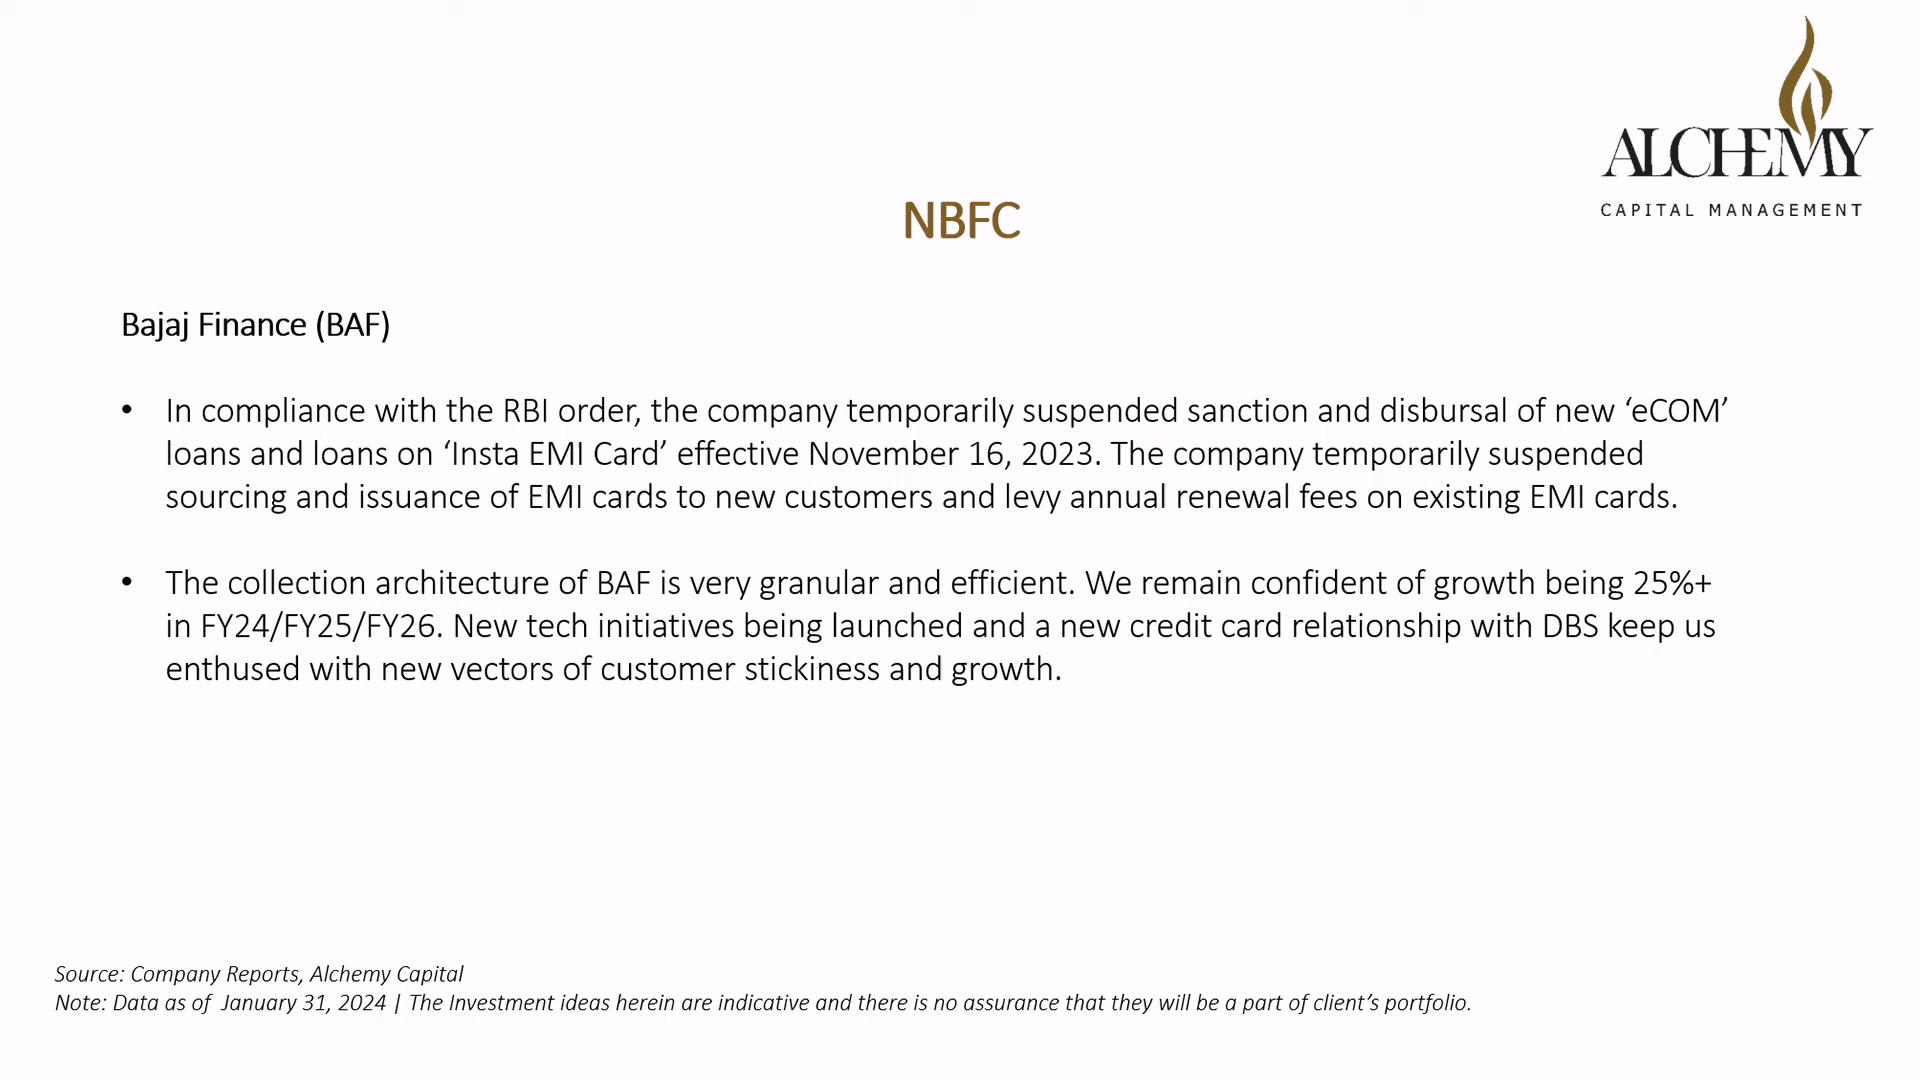 ALCHEMY
CAPITAL MANAGEMENT
NBFC
Bajaj Finance (BAF)
• In compliance with the RBI order, the company temporarily suspended sanction and disbursal of new ‘eCOM’
loans and loans on ‘Insta EMI Card’ effective November 16, 2023. The company temporarily suspended
sourcing and issuance of EMI cards to new customers and levy annual renewal fees on existing EMI cards.
• The collection architecture of BAF is very granular and efficient. We remain confident of growth being 25%+
in FY24/FY25/FY26. New tech initiatives being launched and a new credit card relationship with DBS keep us
enthused with new vectors of customer stickiness and growth.
Source: Company Reports, Alchemy Capital
Note: Data as of January 31, 2024 | The Investment ideas herein are indicative and there is no assurance that they will be a part of client’s portfolio.